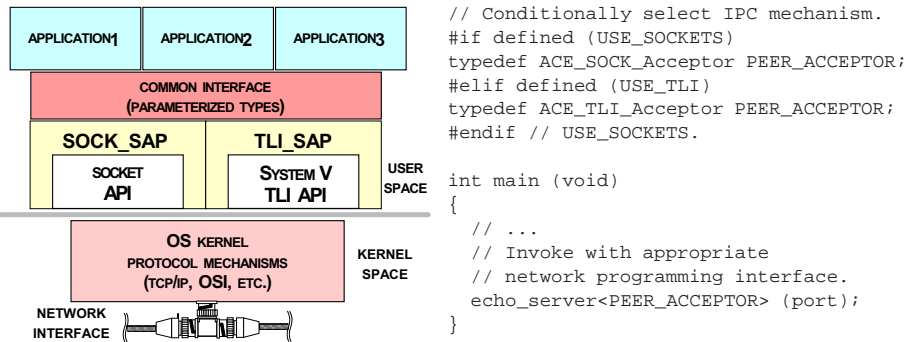 APPLICATION1 APPLICATION2 APPLICATION3
COMMON INTERFACE
(PARAMETERIZED TYPES)
SOCK_SAP TLI_SAP
SOCKET
API
SYSTEM V
TLI API
USER
SPACE
OS KERNEL
PROTOCOL MECHANISMS
(TCP/IP, OSI, ETC.)
KERNEL
SPACE
NETWORK
INTERFACE
// Conditionally select IPC mechanism.
#if defined (USE_SOCKETS)
typedef ACE_SOCK_Acceptor PEER_ACCEPTOR;
#elif defined (USE_TLI)
typedef ACE_TLI_Acceptor PEER_ACCEPTOR;
#endif // USE_SOCKETS.
int main (void)
{
// ...
// Invoke with appropriate
// network programming interface.
echo_server<PEER_ACCEPTOR> (port);
}